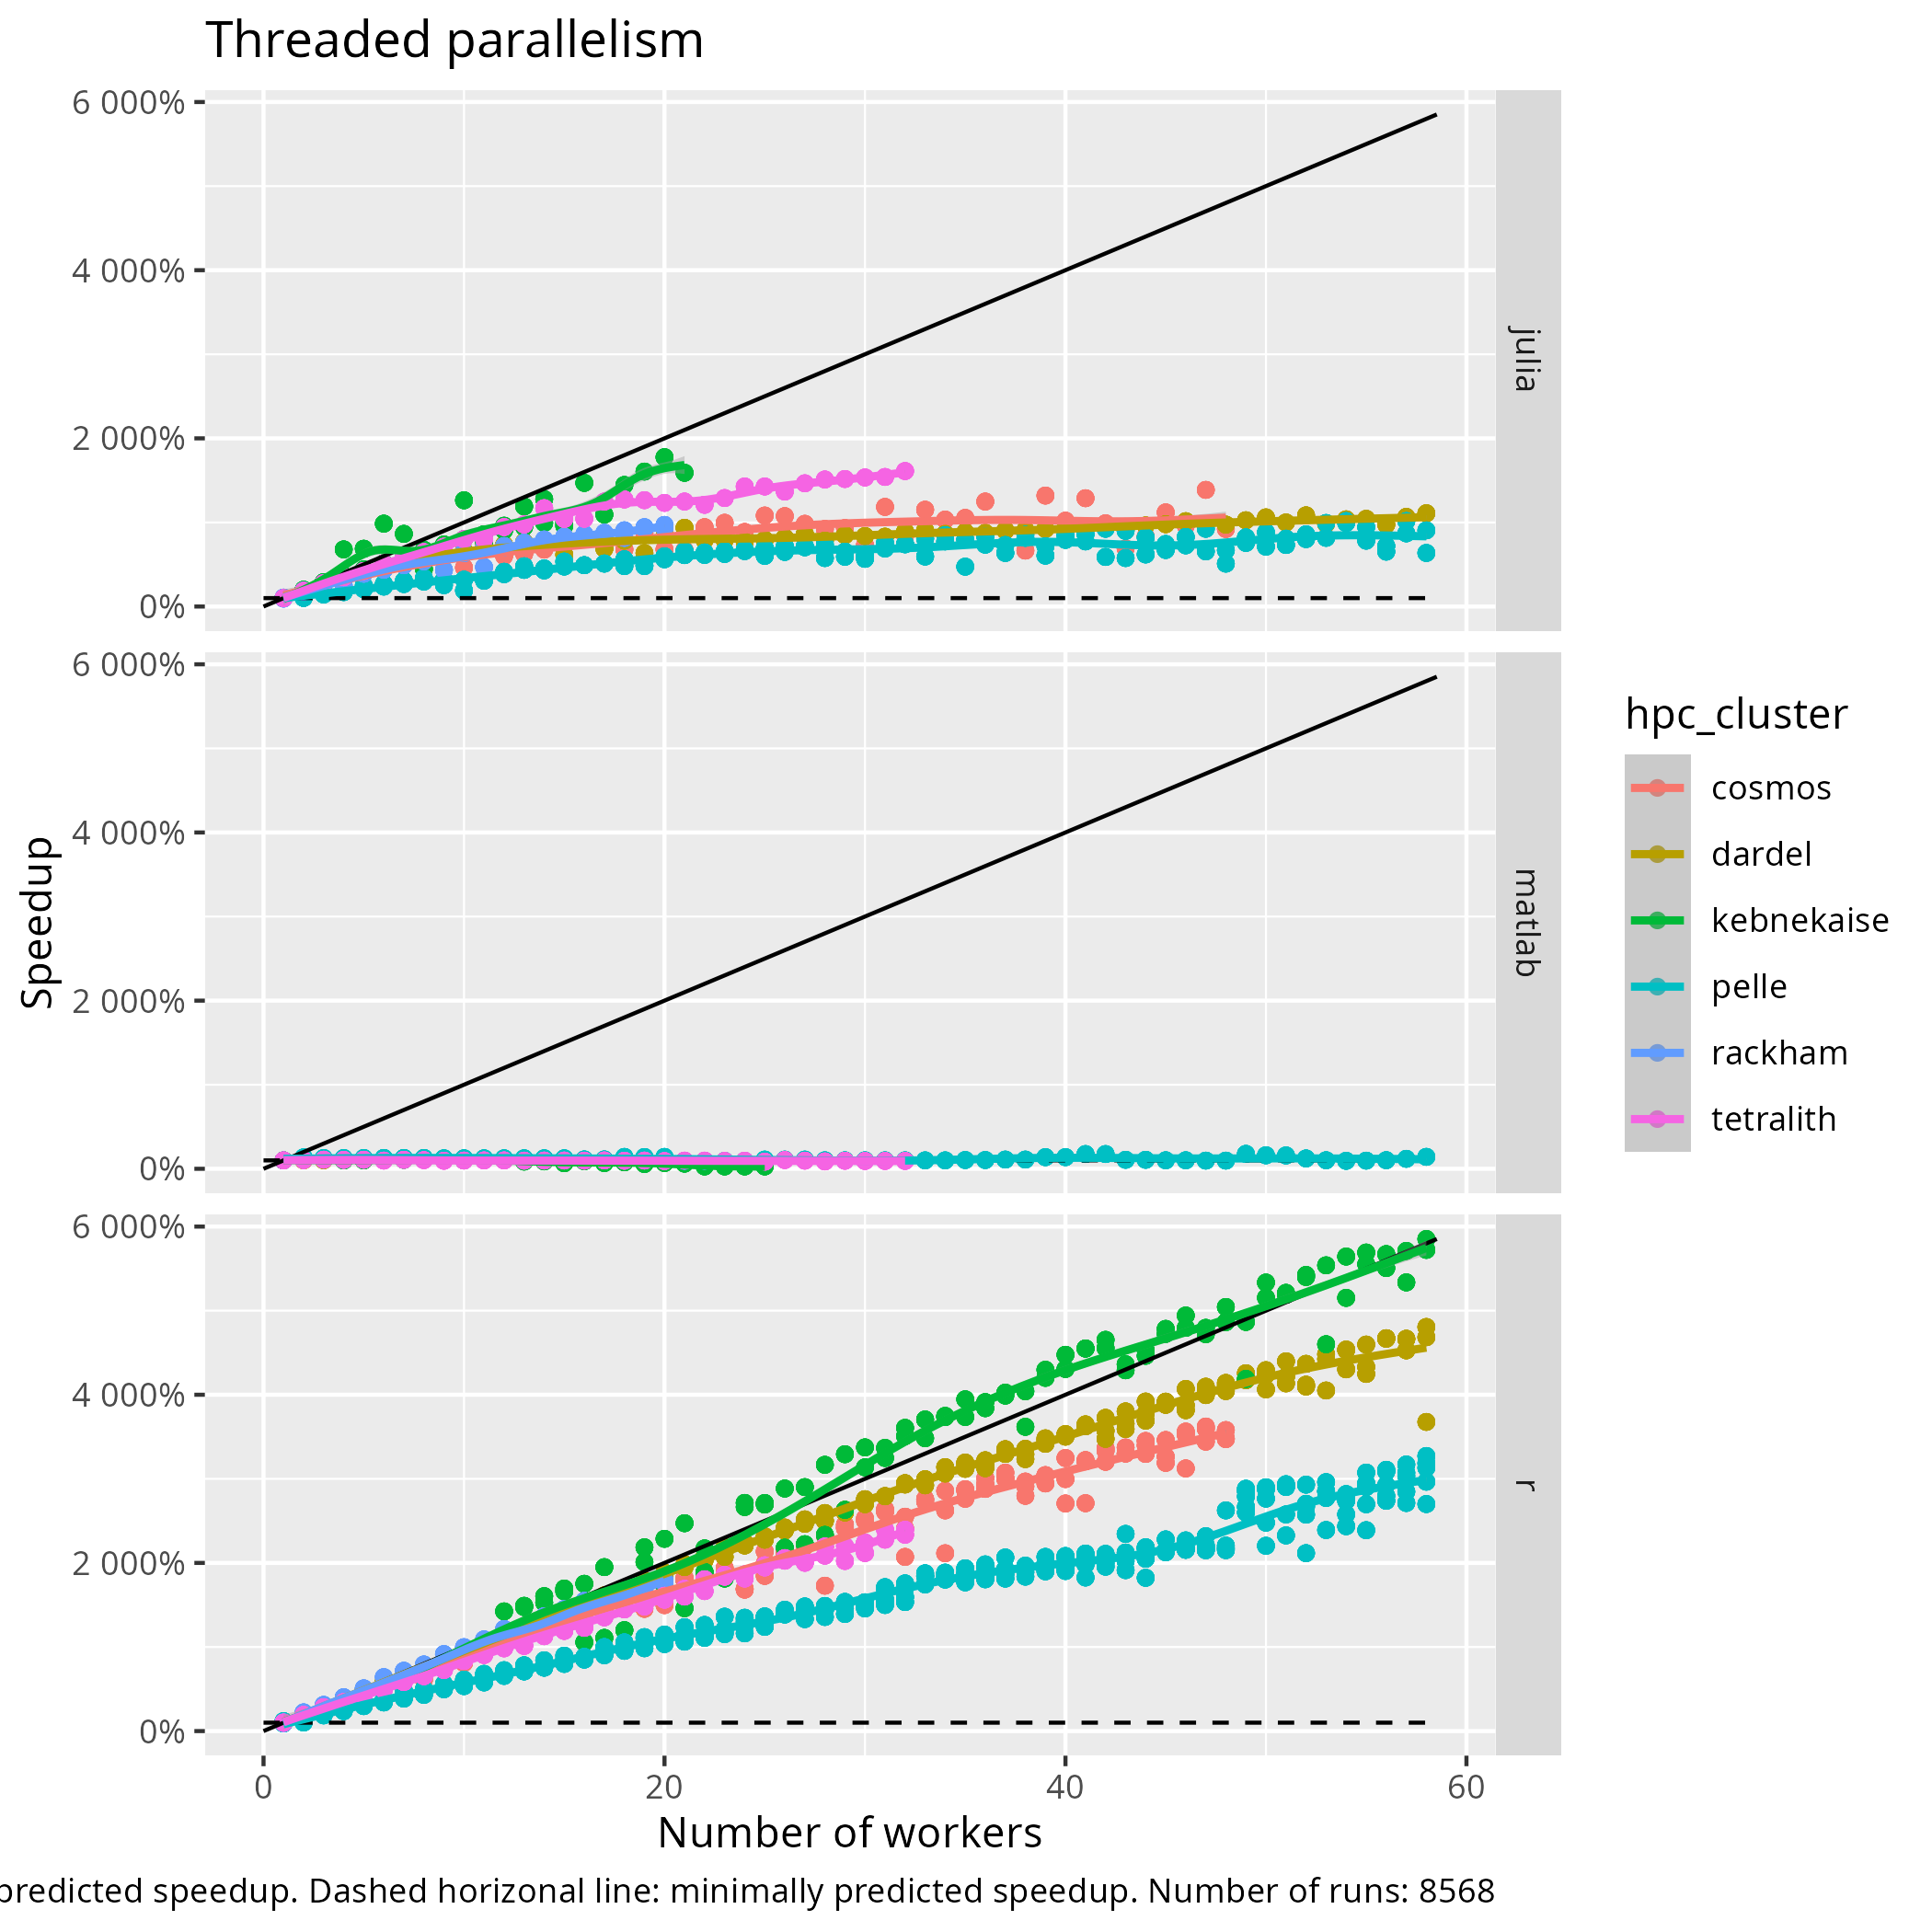 Threaded parallelism
6 000%
4 000%
2 000%
0%
julia
6 000%
4 000%
2 000%
0%
matlab
6 000%
4 000%
2 000%
0%
r
Speedup
0
20
40
60
Number of workers
hpc_cluster
cosmos
dardel
kebnekaise
pelle
rackham
tetralith
predicted speedup. Dashed horizonal line: minimally predicted speedup. Number of runs: 8568